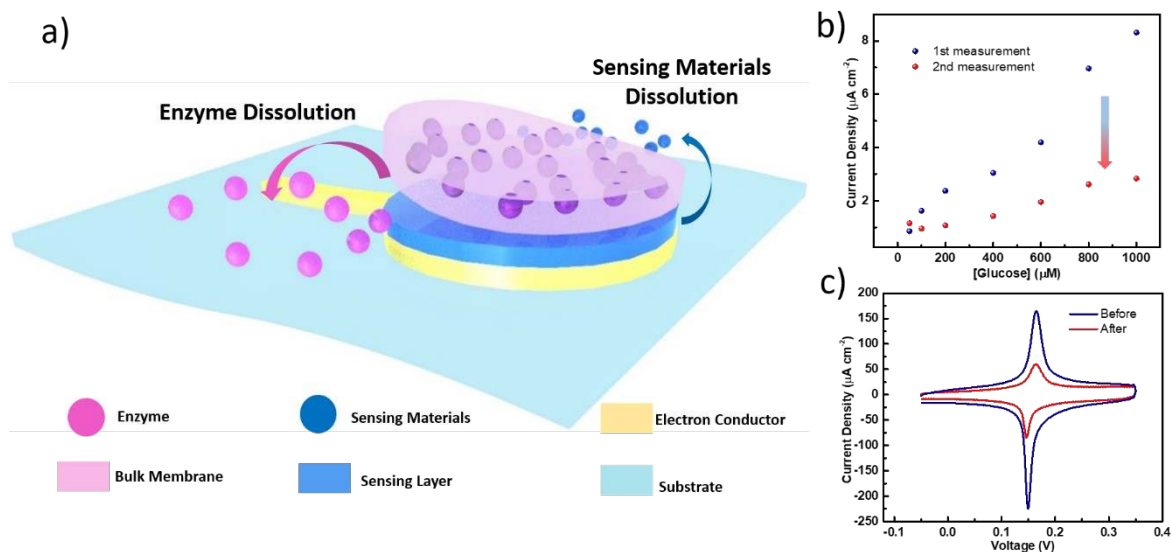 a)
Enzyme Dissolution
Sensing Materials
Dissolution
Enzyme
Sensing Materials
Electron Conductor
Bulk Membrane
Sensing Layer
Substrate
b)
1st measurement
2nd measurement
Current Density (μA cm⁻²)
8
6
4
2
0
200
400
600
800
1000
[Glucose] (μM)
c)
Before
After
Current Density (μA cm⁻²)
150
100
50
0
-50
-100
-150
-200
-250
-0.1
0.0
0.1
0.2
0.3
0.4
Voltage (V)